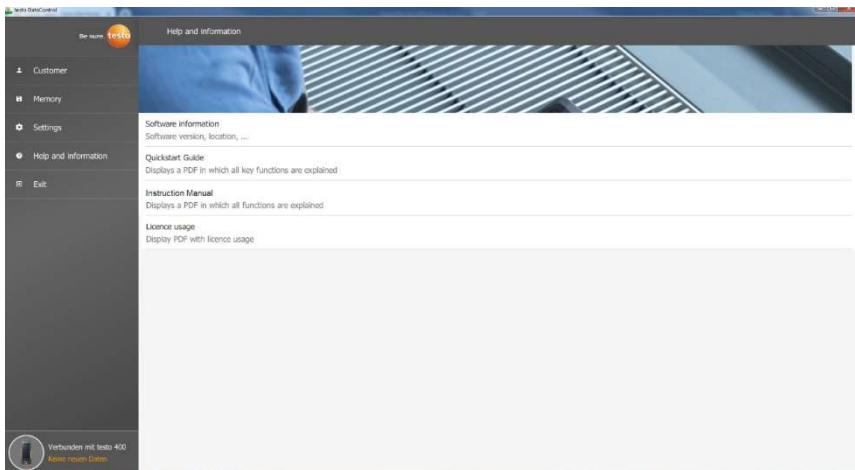 testo DataControl
Be sure. testo
Help and information
Customer
Memory
Settings
Help and information
Exit
Software information
Software version, location, ....
Quickstart Guide
Displays a PDF in which all key functions are explained
Instruction Manual
Displays a PDF in which all functions are explained
Licence usage
Display PDF with licence usage
Verbunden mit testo 400
Keine neuen Daten